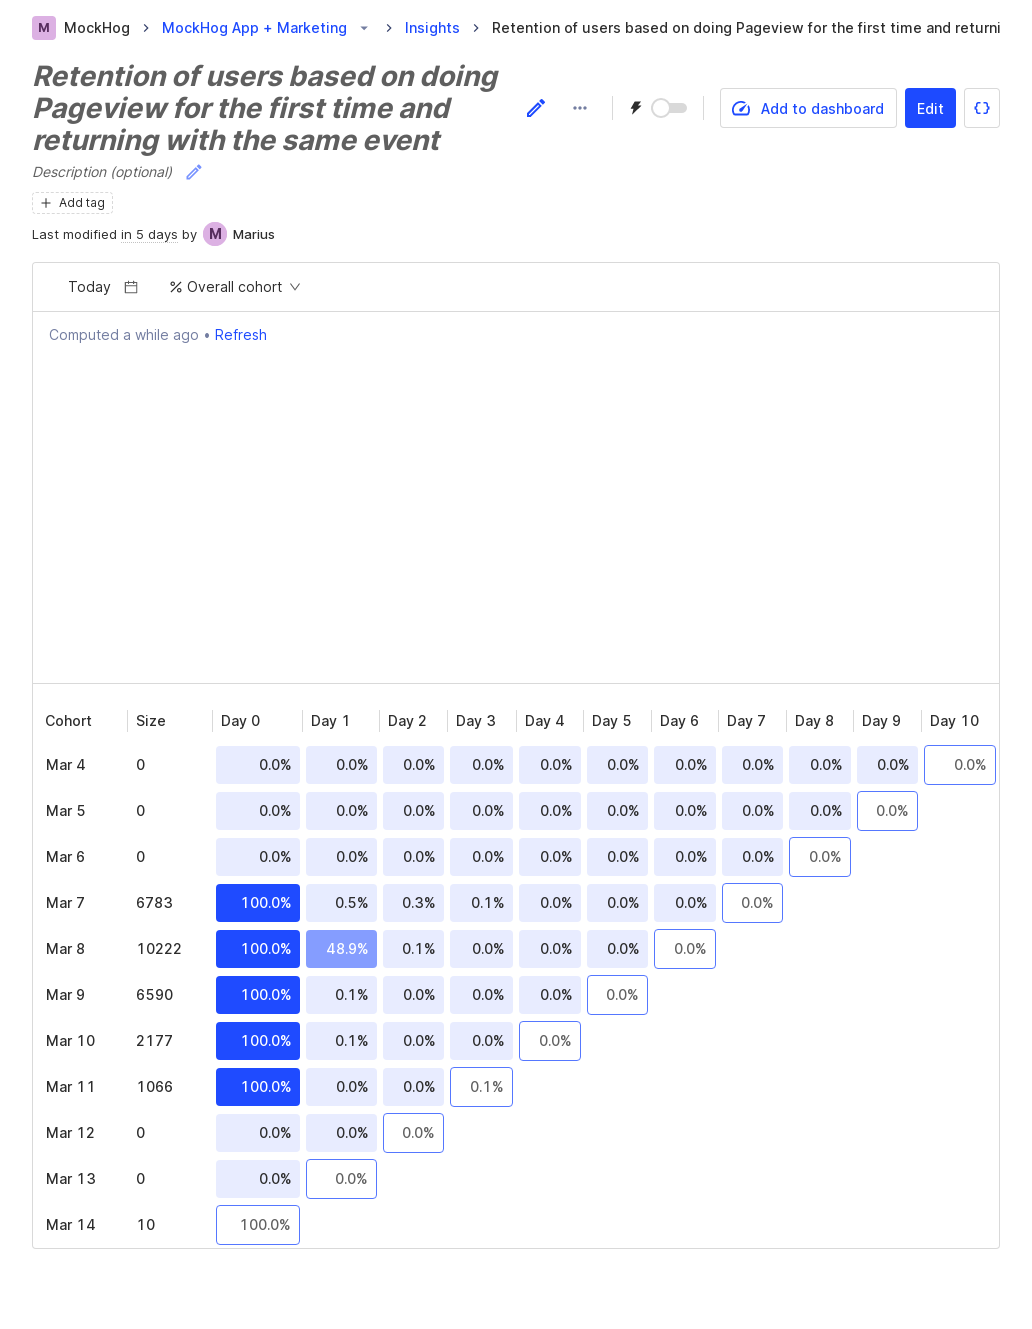 M MockHog > MockHog App + Marketing > Insights > Retention of users based on doing Pageview for the first time and returni
Retention of users based on doing
Pageview for the first time and
returning with the same event
Add to dashboard Edit {}
Description (optional)
+ Add tag
Last modified in 5 days by M Marius
Today % Overall cohort
Computed a while ago • Refresh
Cohort Size Day 0 Day 1 Day 2 Day 3 Day 4 Day 5 Day 6 Day 7 Day 8 Day 9 Day 10
Mar 4 0 0.0% 0.0% 0.0% 0.0% 0.0% 0.0% 0.0% 0.0% 0.0% 0.0% 0.0%
Mar 5 0 0.0% 0.0% 0.0% 0.0% 0.0% 0.0% 0.0% 0.0% 0.0% 0.0%
Mar 6 0 0.0% 0.0% 0.0% 0.0% 0.0% 0.0% 0.0% 0.0% 0.0%
Mar 7 6783 100.0% 0.5% 0.3% 0.1% 0.0% 0.0% 0.0% 0.0%
Mar 8 10222 100.0% 48.9% 0.1% 0.0% 0.0% 0.0% 0.0%
Mar 9 6590 100.0% 0.1% 0.0% 0.0% 0.0% 0.0%
Mar 10 2177 100.0% 0.1% 0.0% 0.0% 0.0%
Mar 11 1066 100.0% 0.0% 0.0% 0.1%
Mar 12 0 0.0% 0.0% 0.0%
Mar 13 0 0.0% 0.0%
Mar 14 10 100.0%